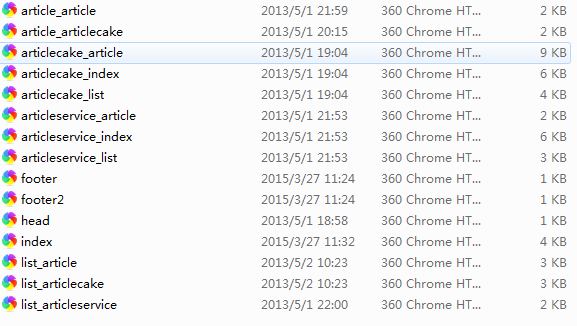 article_article 2013/5/1 21:59 360 Chrome HT... 2 KB
article_articlecake 2013/5/1 20:15 360 Chrome HT... 2 KB
articlecake_article 2013/5/1 19:04 360 Chrome HT... 9 KB
articlecake_index 2013/5/1 19:04 360 Chrome HT... 6 KB
articlecake_list 2013/5/1 19:04 360 Chrome HT... 4 KB
articleservice_article 2013/5/1 21:53 360 Chrome HT... 2 KB
articleservice_index 2013/5/1 21:53 360 Chrome HT... 6 KB
articleservice_list 2013/5/1 21:53 360 Chrome HT... 3 KB
footer 2015/3/27 11:24 360 Chrome HT... 1 KB
footer2 2015/3/27 11:24 360 Chrome HT... 1 KB
head 2013/5/1 18:58 360 Chrome HT... 1 KB
index 2015/3/27 11:32 360 Chrome HT... 4 KB
list_article 2013/5/2 10:23 360 Chrome HT... 3 KB
list_articlecake 2013/5/2 10:23 360 Chrome HT... 3 KB
list_articleservice 2013/5/1 22:00 360 Chrome HT... 3 KB